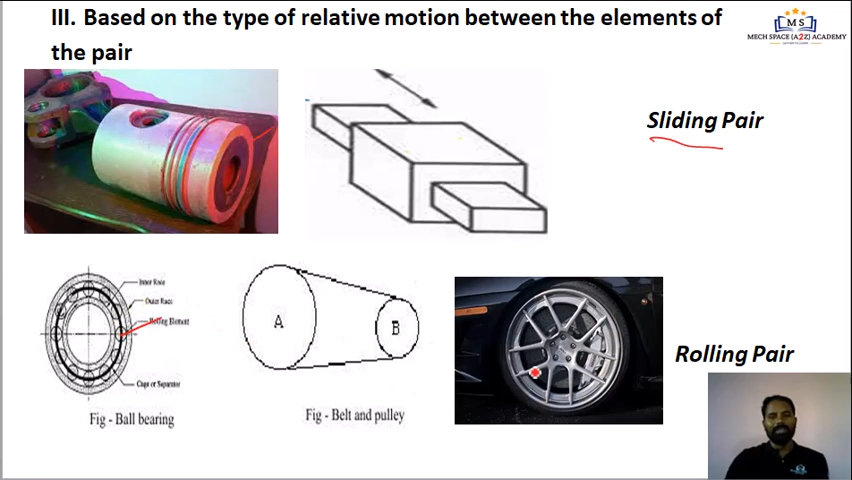 III. Based on the type of relative motion between the elements of
the pair
MS
MECH SPACE (A2Z) ACADEMY
Sliding Pair
Inner Race
Outer Race
Rolling Element
Cage or Separator
Fig - Ball bearing
A
B
Fig - Belt and pulley
Rolling Pair